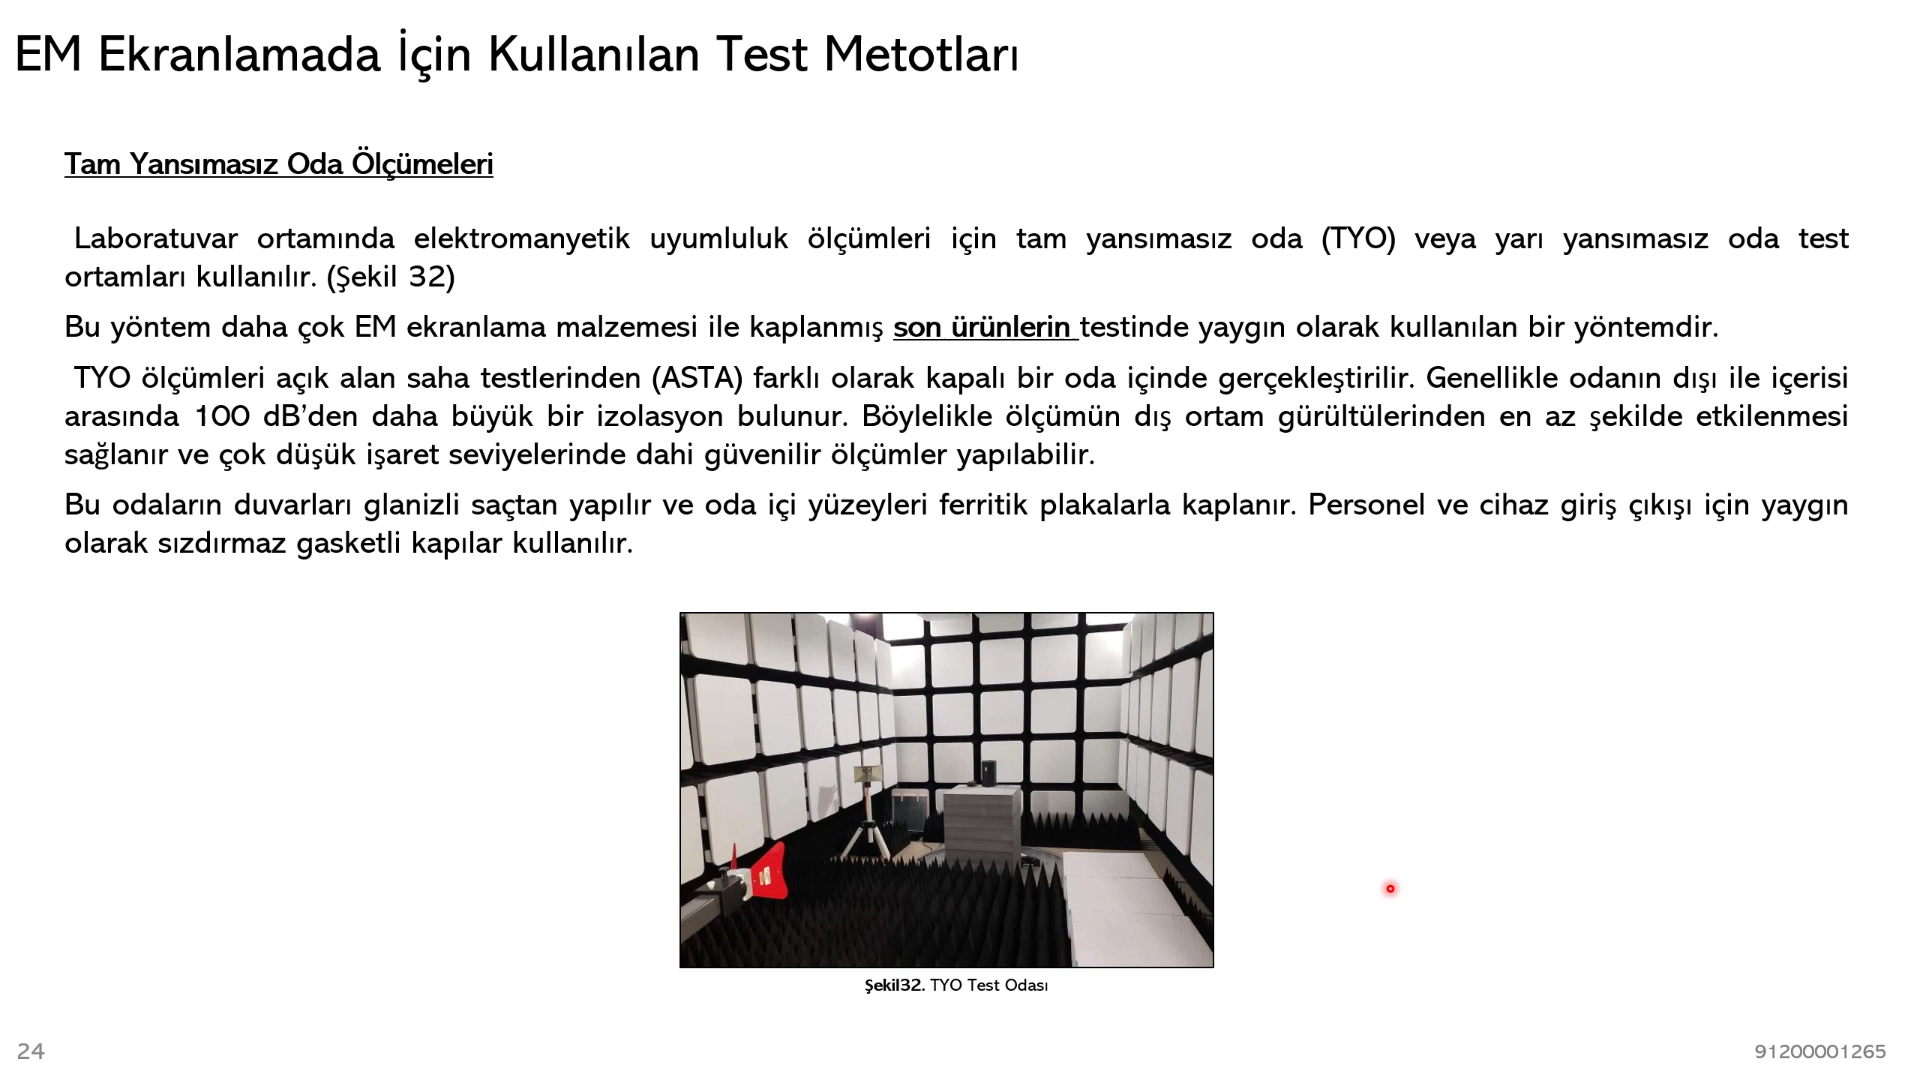 EM Ekranlamada İçin Kullanılan Test Metotları
Tam Yansımasız Oda Ölçümeleri
Laboratuvar ortamında elektromanyetik uyumluluk ölçümleri için tam yansımasız oda (TYO) veya yarı yansımasız oda test
ortamları kullanılır. (Şekil 32)
Bu yöntem daha çok EM ekranlama malzemesi ile kaplanmış son ürünlerin testinde yaygın olarak kullanılan bir yöntemdir.
TYO ölçümleri açık alan saha testlerinden (ASTA) farklı olarak kapalı bir oda içinde gerçekleştirilir. Genellikle odanın dışı ile içerisi
arasında 100 dB’den daha büyük bir izolasyon bulunur. Böylelikle ölçümün dış ortam gürültülerinden en az şekilde etkilenmesi
sağlanır ve çok düşük işaret seviyelerinde dahi güvenilir ölçümler yapılabilir.
Bu odaların duvarları glanizli saçtan yapılır ve oda içi yüzeyleri ferritik plakalarla kaplanır. Personel ve cihaz giriş çıkışı için yaygın
olarak sızdırmaz gasketli kapılar kullanılır.
Şekil32. TYO Test Odası
24
91200001265